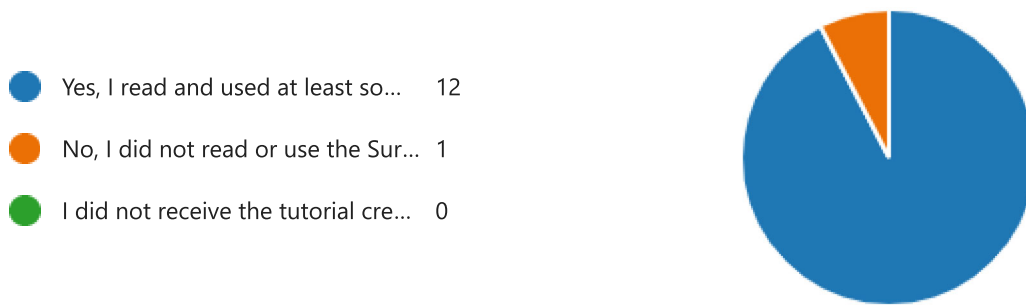 Yes, I read and used at least so... 12
No, I did not read or use the Sur... 1
I did not receive the tutorial cre... 0